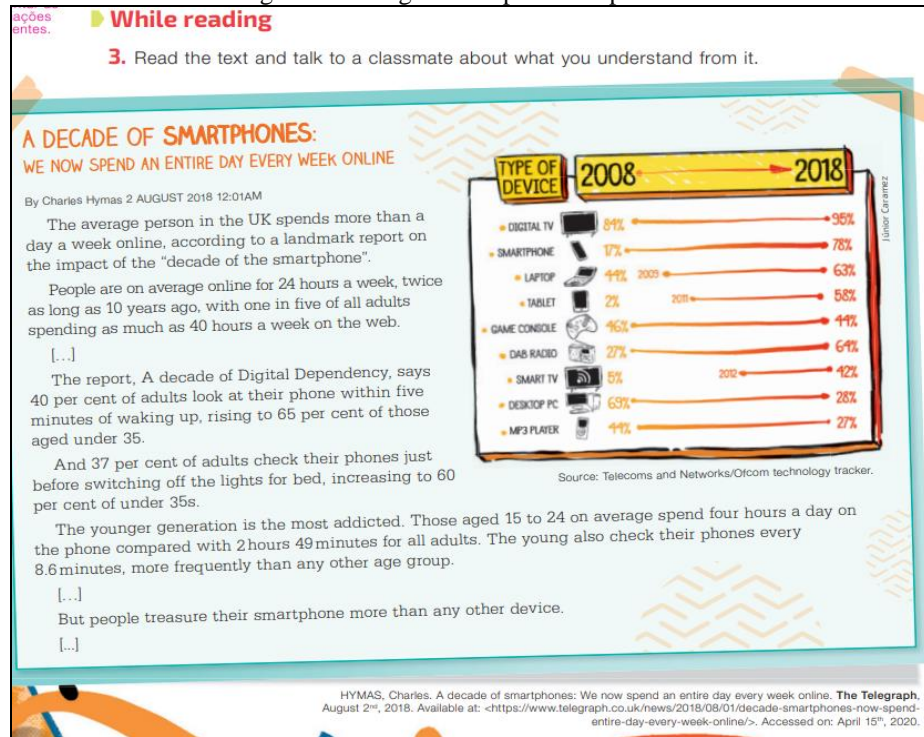 ações
entes.
While reading
3. Read the text and talk to a classmate about what you understand from it.
A DECADE OF SMARTPHONES:
WE NOW SPEND AN ENTIRE DAY EVERY WEEK ONLINE
By Charles Hymas 2 AUGUST 2018 12:01AM
The average person in the UK spends more than a
day a week online, according to a landmark report on
the impact of the “decade of the smartphone”.
People are on average online for 24 hours a week, twice
as long as 10 years ago, with one in five of all adults
spending as much as 40 hours a week on the web.
[...]
The report, A decade of Digital Dependency, says
40 per cent of adults look at their phone within five
minutes of waking up, rising to 65 per cent of those
aged under 35.
And 37 per cent of adults check their phones just
before switching off the lights for bed, increasing to 60
per cent of under 35s.
TYPE OF
DEVICE 2008 2018
DIGITAL TV 84% 95%
SMARTPHONE 17% 78%
LAPTOP 44% 2005 63%
TABLET 2% 2011 58%
GAME CONSOLE 46% 44%
DAB RADIO 27% 64%
SMART TV 5% 2012 42%
DESKTOP PC 69% 28%
MP3 PLAYER 44% 27%
Júnior Caramez
Source: Telecoms and Networks/Ofcom technology tracker.
The younger generation is the most addicted. Those aged 15 to 24 on average spend four hours a day on
the phone compared with 2 hours 49 minutes for all adults. The young also check their phones every
8.6 minutes, more frequently than any other age group.
[...]
But people treasure their smartphone more than any other device.
[...]
HYMAS, Charles. A decade of smartphones: We now spend an entire day every week online. The Telegraph,
August 2nd, 2018. Available at: <https://www.telegraph.co.uk/news/2018/08/01/decade-smartphones-now-spend-
entire-day-every-week-online/>. Accessed on: April 15th, 2020.